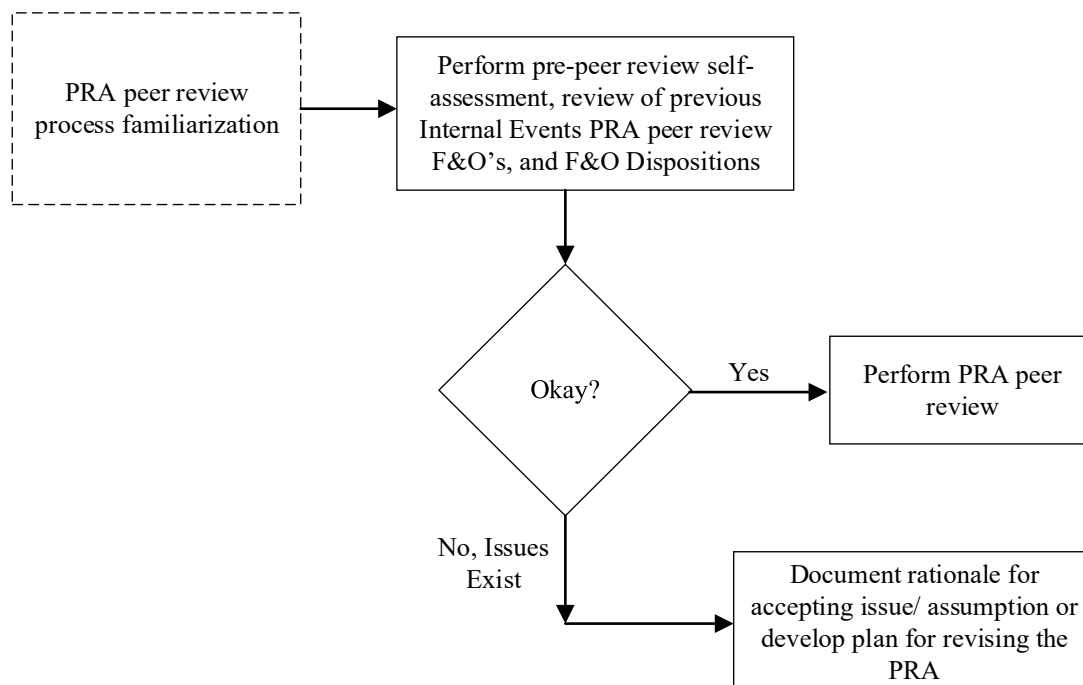 PRA peer review
process familiarization
Perform pre-peer review self-
assessment, review of previous
Internal Events PRA peer review
F&O’s, and F&O Dispositions
Okay?
Yes
Perform PRA peer
review
No, Issues
Exist
Document rationale for
accepting issue/ assumption or
develop plan for revising the
PRA